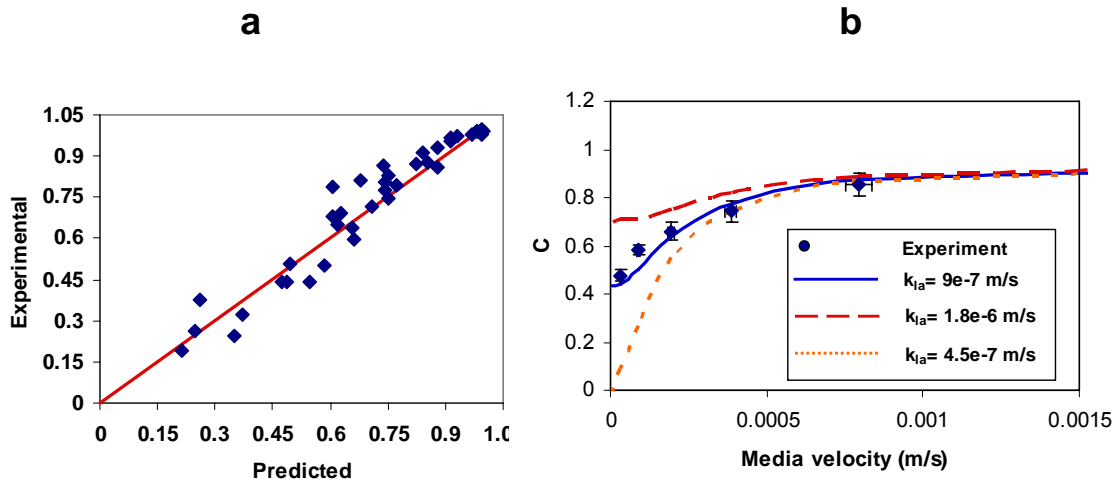 a
b
1.05
0.9
0.75
0.6
0.45
0.3
0.15
0
Experimental
0 0.15 0.3 0.45 0.6 0.75 0.9 1.0
Predicted
1.2
1
0.8
0.6
0.4
0.2
0
C
Experiment
kla= 9e-7 m/s
kla= 1.8e-6 m/s
kla= 4.5e-7 m/s
0 0.0005 0.001 0.0015
Media velocity (m/s)